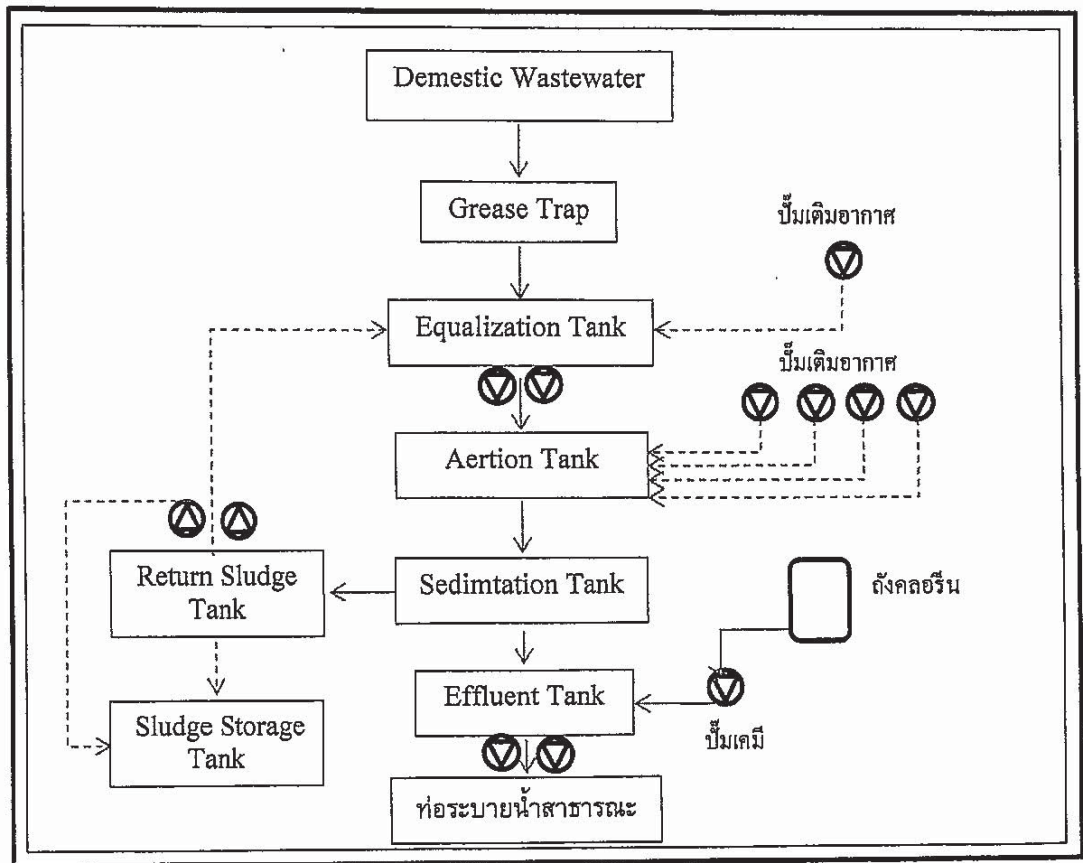 Demestic Wastewater
Grease Trap
ปั๊มเติมอากาศ
Equalization Tank
ปั๊มเติมอากาศ
Aertion Tank
Return Sludge
Tank
Sedimtation Tank
ถังคลอรีน
Effluent Tank
ปั๊มเคมี
Sludge Storage
Tank
ท่อระบายน้ำสาธารณะ